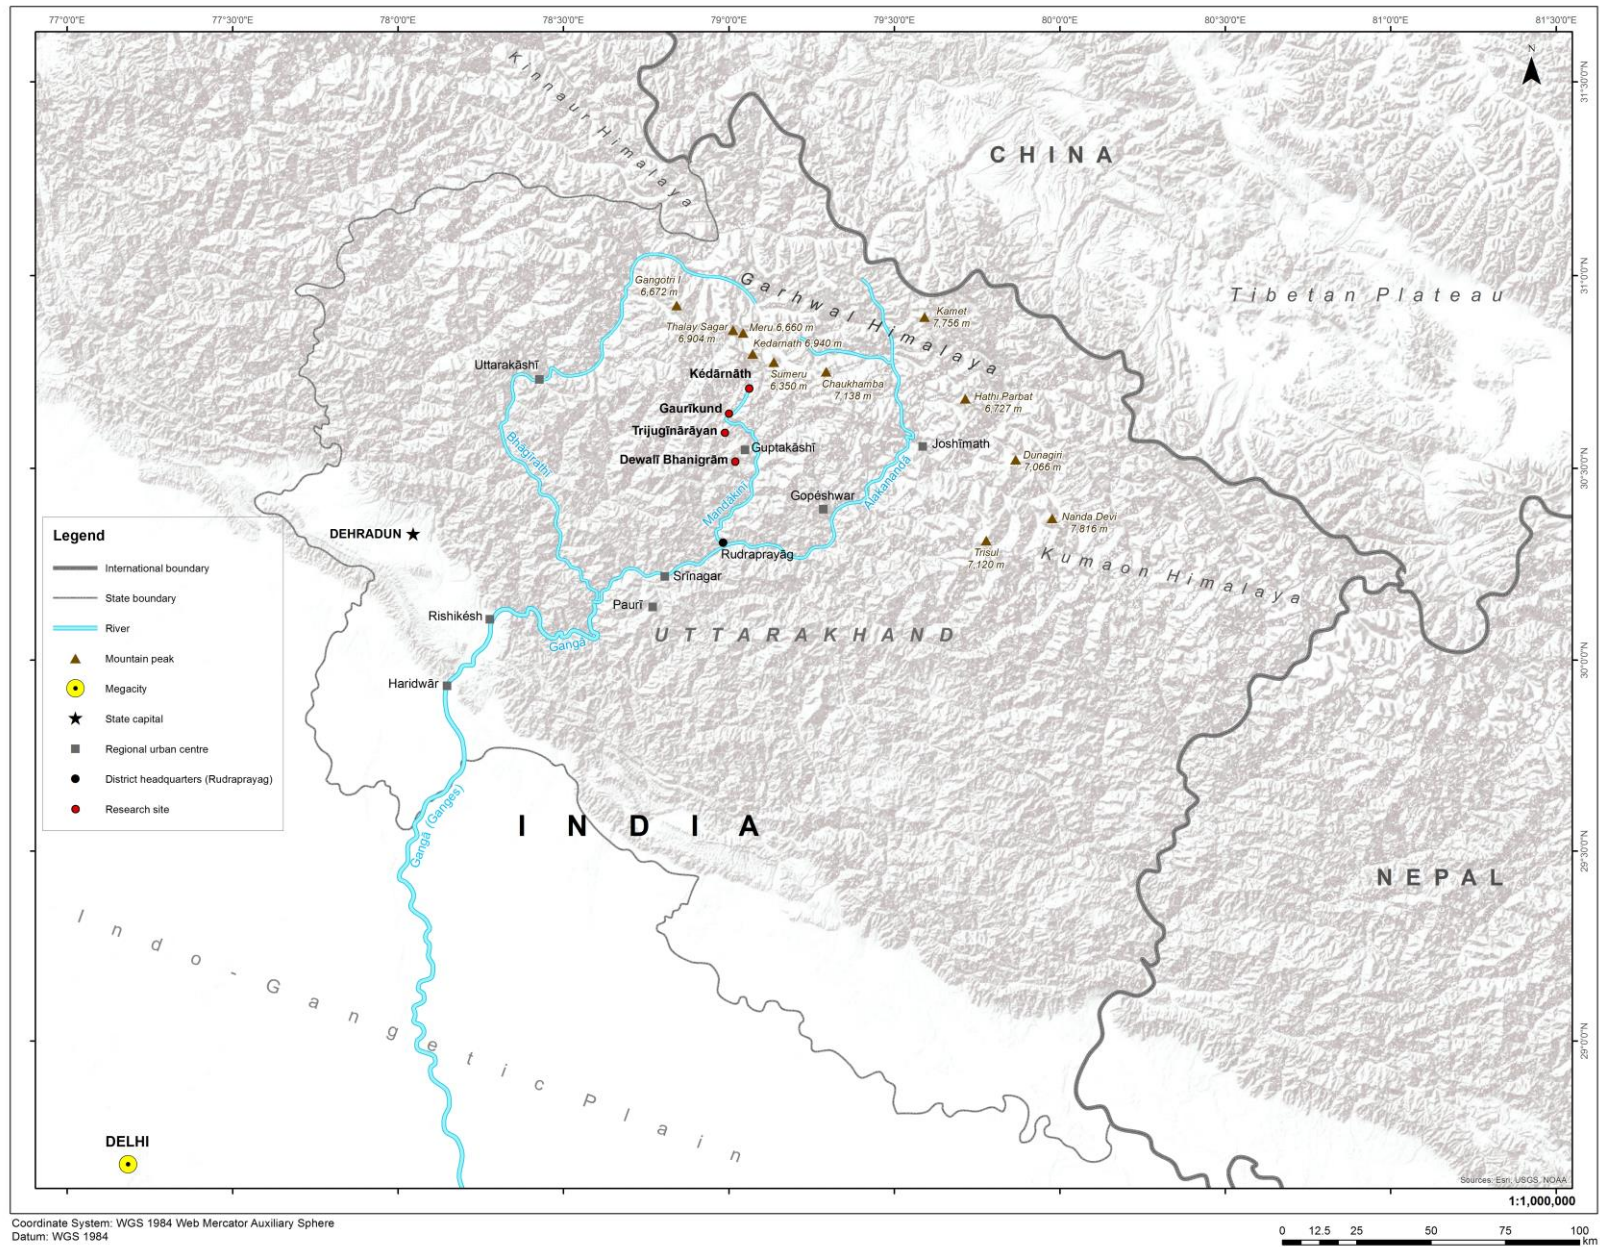 77°0'0"E
77°30'0"E
78°0'0"E
78°30'0"E
79°0'0"E
79°30'0"E
80°0'0"E
80°30'0"E
81°0'0"E
81°30'0"E
N
31°30'0"N
31°0'0"N
30°30'0"N
30°0'0"N
29°30'0"N
29°0'0"N
Kinnaur Himalaya
CHINA
Tibetan Plateau
Garhwal Himalaya
Gangotri I
6,672 m
Thalay Sagar
6,904 m
Meru 6,660 m
Kedarnath 6,940 m
Sumeru
6,350 m
Chaukhamba
7,138 m
Kamet
7,756 m
Hathi Parbat
6,727 m
Dunagiri
7,066 m
Nanda Devi
7,816 m
Trisul
7,120 m
Kumaon Himalaya
Uttarakāshī
Kédārnāth
Gaurīkund
Trijugīnārāyan
Guptakāshī
Dewalī Bhanigrām
Joshīmath
Gopéshwar
Bhāgīrathī
Mandākinī
Alakanandā
Rudraprayāg
Srīnagar
Paurī
DEHRADUN
Rishikésh
Gangā
Haridwār
UTTARAKHAND
Gangā (Ganges)
INDIA
NEPAL
Indo-Gangetic Plain
DELHI
Legend
International boundary
State boundary
River
Mountain peak
Megacity
State capital
Regional urban centre
District headquarters (Rudraprayag)
Research site
Sources: Esri, USGS, NOAA
1:1,000,000
Coordinate System: WGS 1984 Web Mercator Auxiliary Sphere
Datum: WGS 1984
0 12.5 25 50 75 100
km